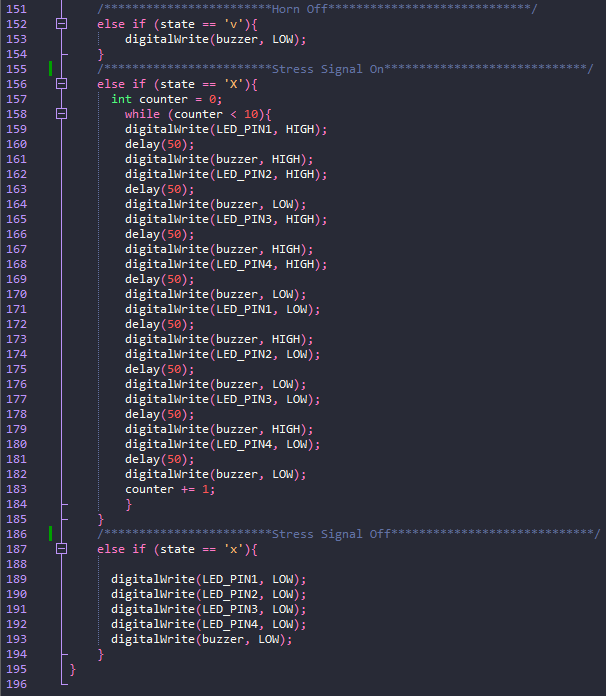 151 /************************Horn Off*****************************/
152 else if (state == 'v'){
153 digitalWrite(buzzer, LOW);
154 }
155 /************************Stress Signal On*****************************/
156 else if (state == 'X'){
157 int counter = 0;
158 while (counter < 10){
159 digitalWrite(LED_PIN1, HIGH);
160 delay(50);
161 digitalWrite(buzzer, HIGH);
162 digitalWrite(LED_PIN2, HIGH);
163 delay(50);
164 digitalWrite(buzzer, LOW);
165 digitalWrite(LED_PIN3, HIGH);
166 delay(50);
167 digitalWrite(buzzer, HIGH);
168 digitalWrite(LED_PIN4, HIGH);
169 delay(50);
170 digitalWrite(buzzer, LOW);
171 digitalWrite(LED_PIN1, LOW);
172 delay(50);
173 digitalWrite(buzzer, HIGH);
174 digitalWrite(LED_PIN2, LOW);
175 delay(50);
176 digitalWrite(buzzer, LOW);
177 digitalWrite(LED_PIN3, LOW);
178 delay(50);
179 digitalWrite(buzzer, HIGH);
180 digitalWrite(LED_PIN4, LOW);
181 delay(50);
182 digitalWrite(buzzer, LOW);
183 counter += 1;
184 }
185 }
186 /************************Stress Signal Off*****************************/
187 else if (state == 'x'){
188
189 digitalWrite(LED_PIN1, LOW);
190 digitalWrite(LED_PIN2, LOW);
191 digitalWrite(LED_PIN3, LOW);
192 digitalWrite(LED_PIN4, LOW);
193 digitalWrite(buzzer, LOW);
194 }
195 }
196